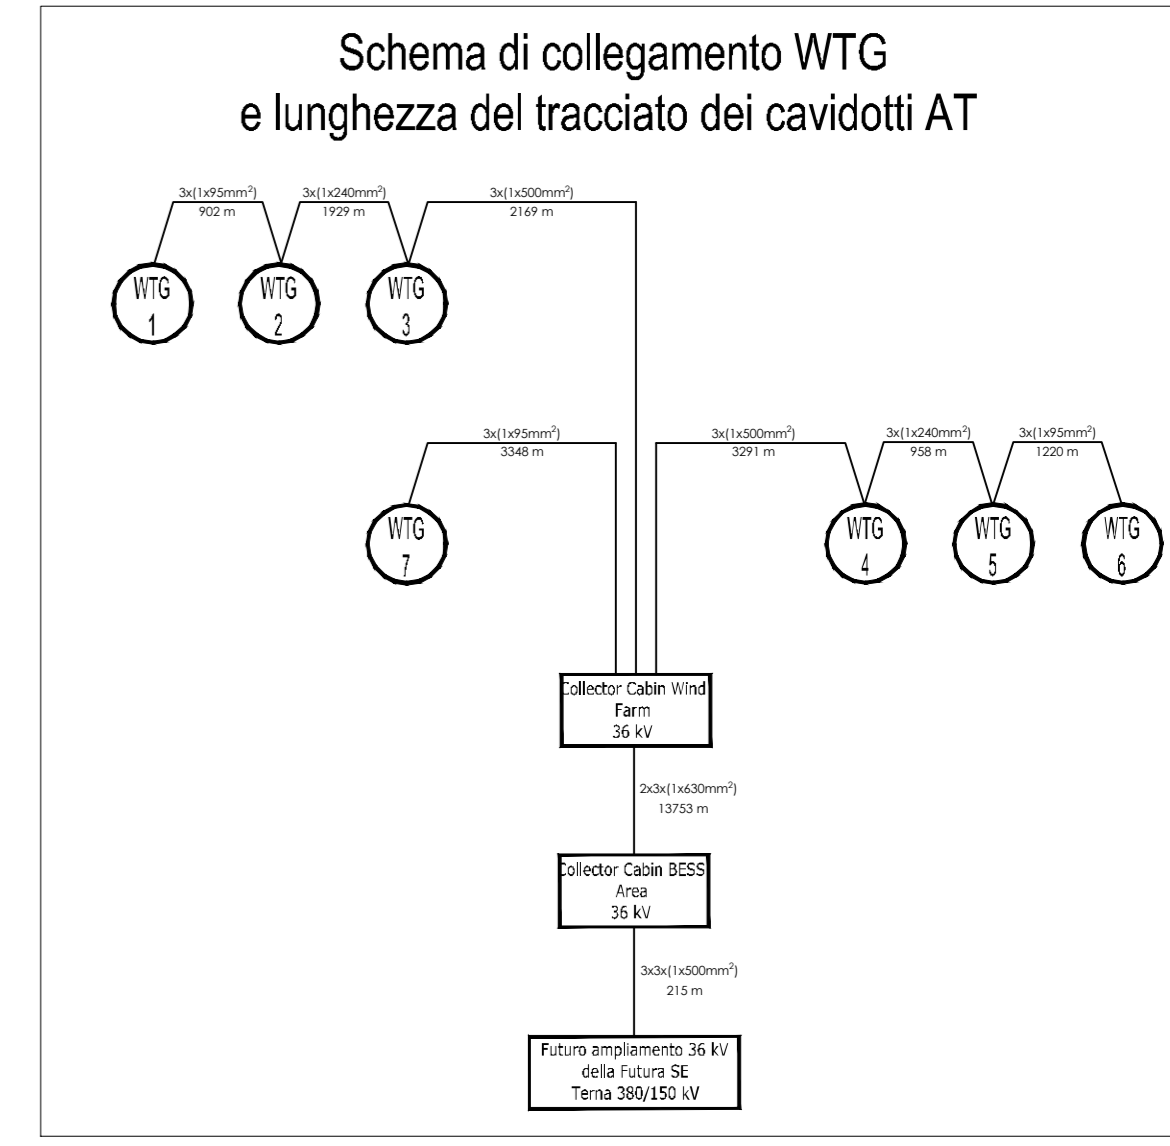 Schema di collegamento WTG
e lunghezza del tracciato dei cavidotti AT
3x(1x95mm²)
902 m
3x(1x240mm²)
1929 m
3x(1x500mm²)
2169 m
WTG
1
WTG
2
WTG
3
3x(1x95mm²)
3348 m
3x(1x500mm²)
3291 m
3x(1x240mm²)
958 m
3x(1x95mm²)
1220 m
WTG
7
WTG
4
WTG
5
WTG
6
Collector Cabin Wind
Farm
36 kV
2x3x(1x630mm²)
13753 m
Collector Cabin BESS
Area
36 kV
3x3x(1x500mm²)
215 m
Futuro ampliamento 36 kV
della Futura SE
Terna 380/150 kV